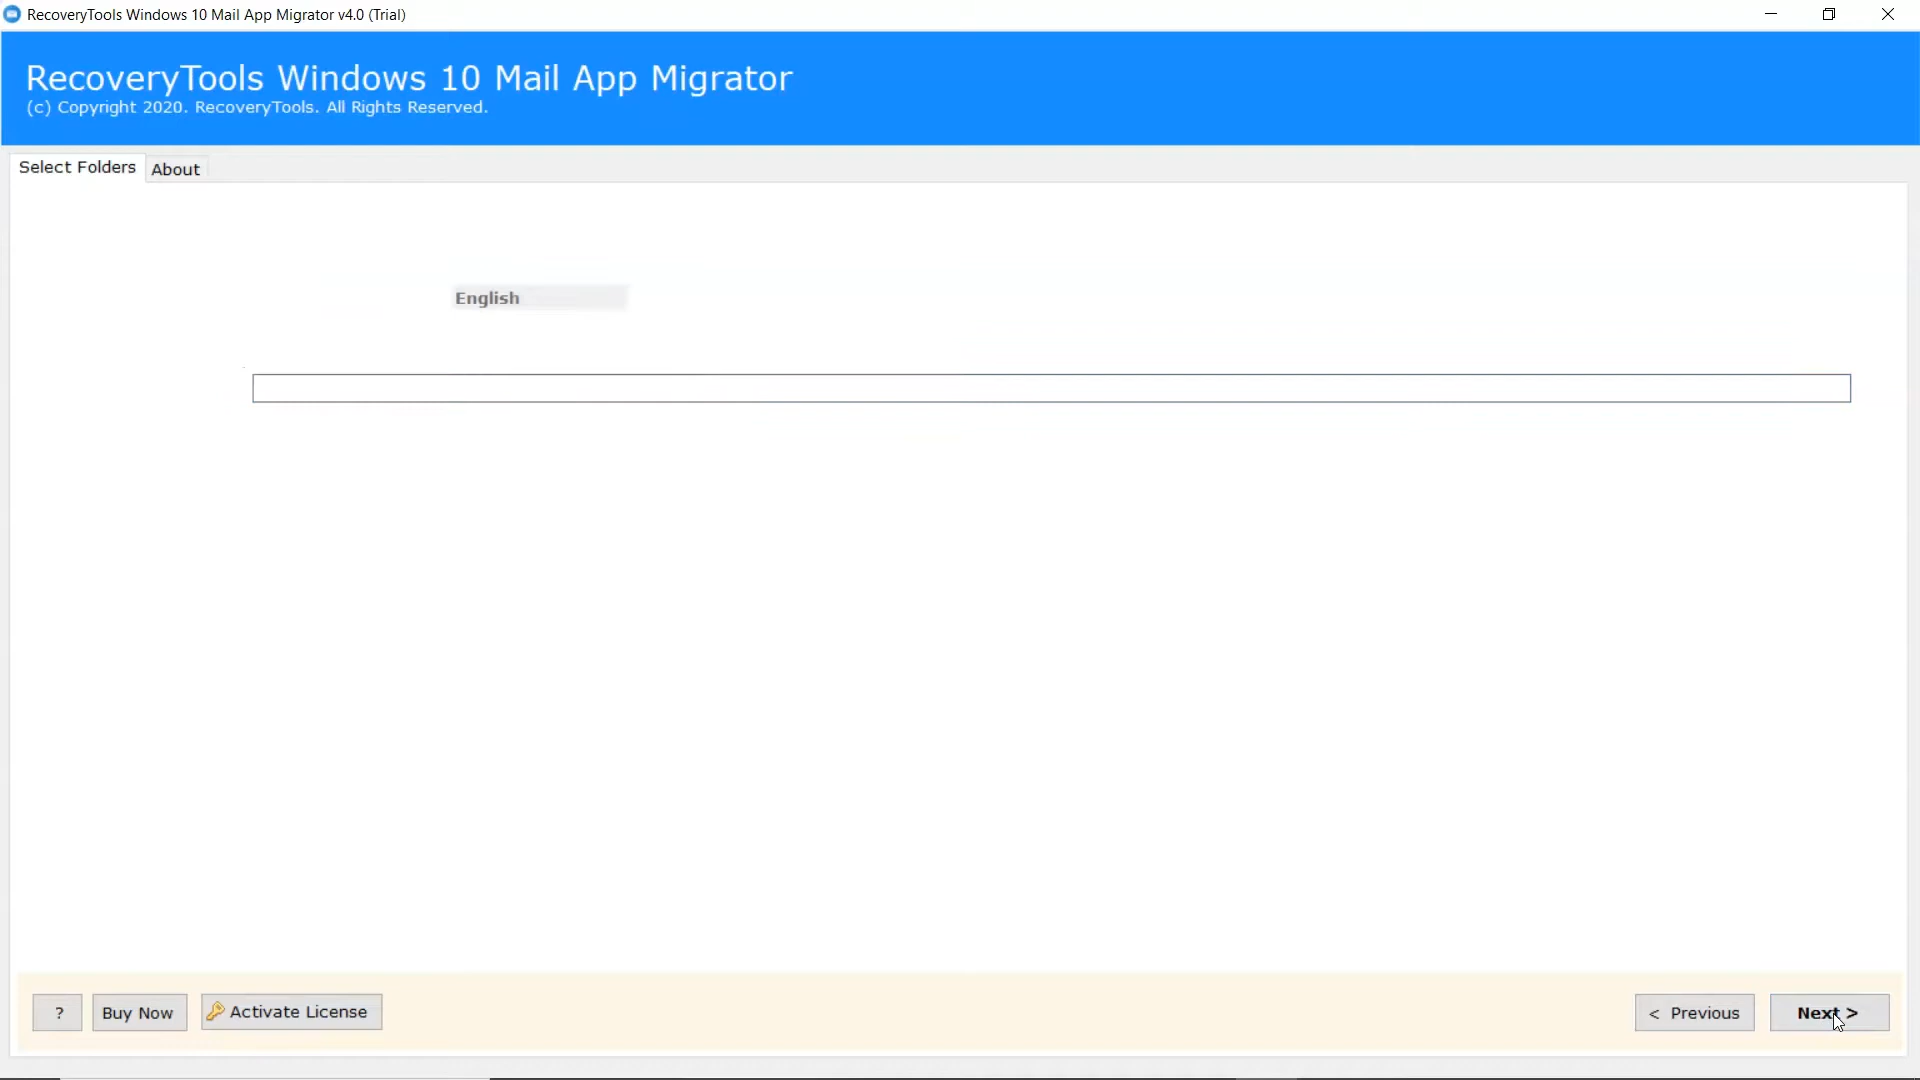 RecoveryTools Windows 10 Mail App Migrator v4.0 (Trial)
RecoveryTools Windows 10 Mail App Migrator
(c) Copyright 2020. RecoveryTools. All Rights Reserved.
Select Folders About
English
? Buy Now Activate License < Previous Next >